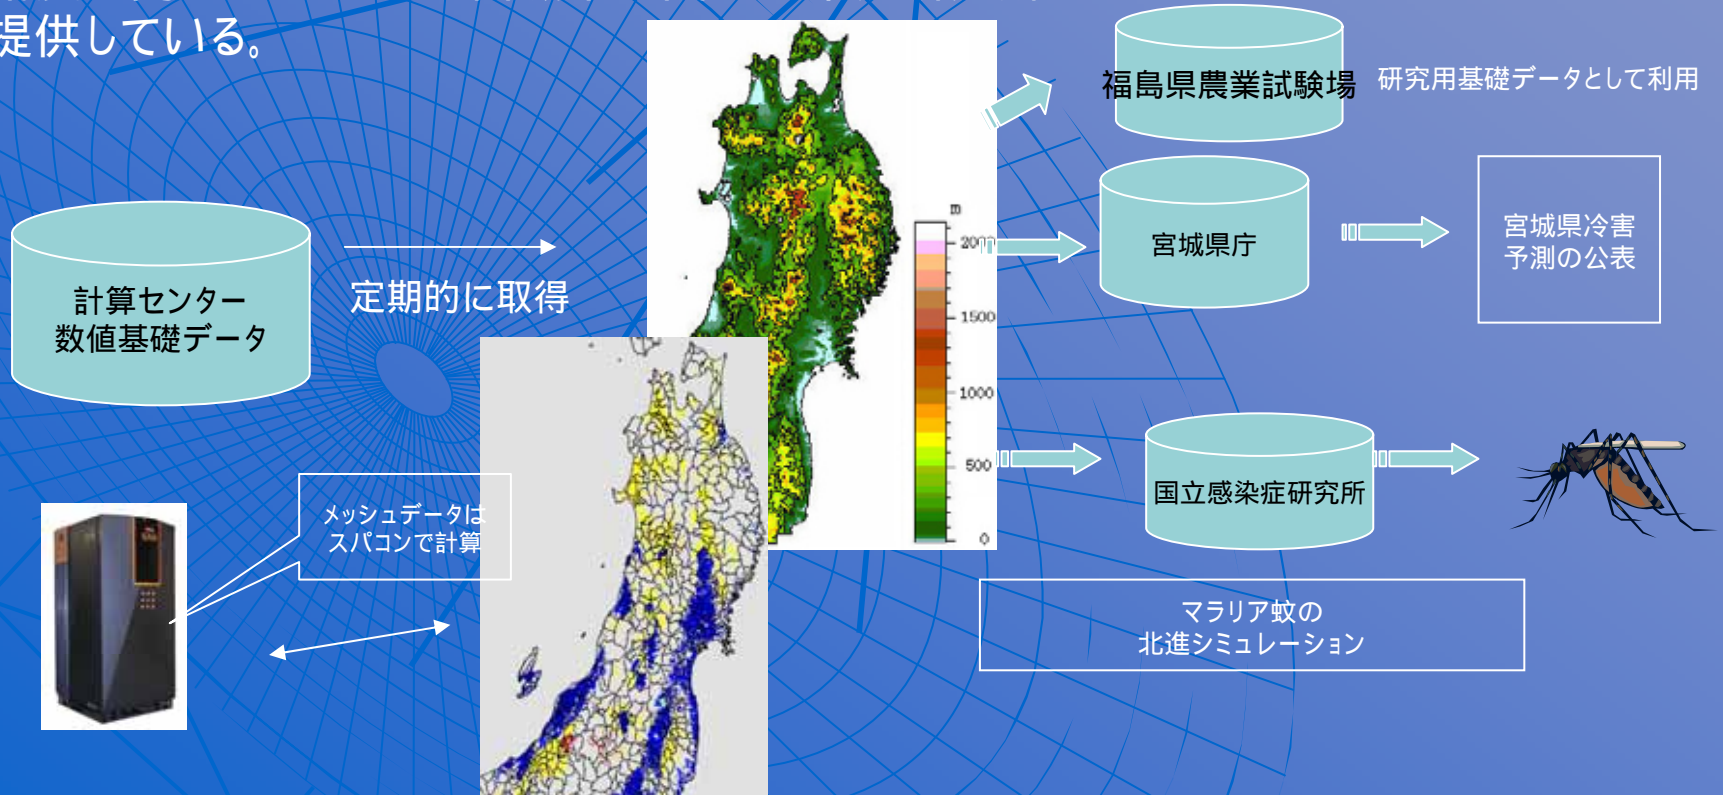 提供している。
福島県農業試験場
研究用基礎データとして利用
計算センター
数値基礎データ
定期的に取得
m
2000
1500
1000
500
0
宮城県庁
宮城県冷害
予測の公表
国立感染症研究所
メッシュデータは
スパコンで計算
マラリア蚊の
北進シミュレーション